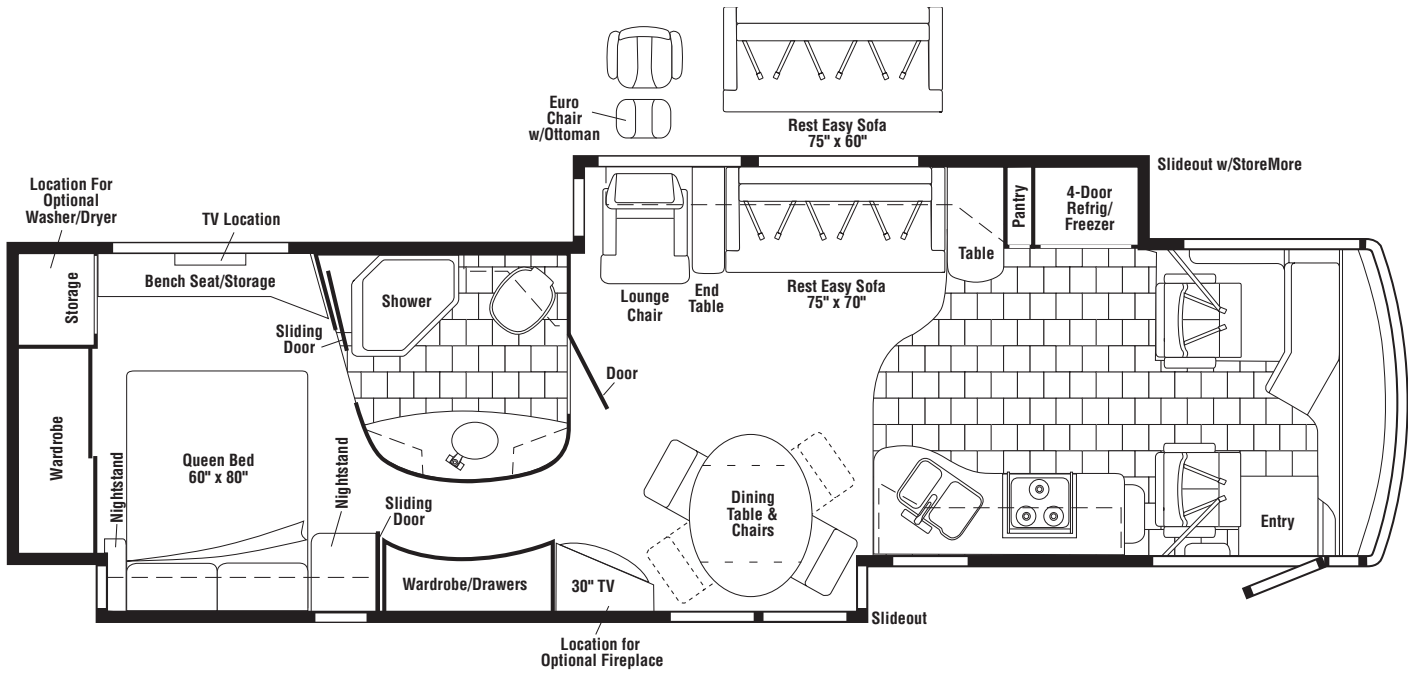 Euro
Chair
w/Ottoman
Rest Easy Sofa
75" x 60"
Slideout w/StoreMore
Location For
Optional
Washer/Dryer
TV Location
Pantry
4-Door
Refrig/
Freezer
Storage
Bench Seat/Storage
Shower
Sliding
Door
Lounge
Chair
End
Table
Rest Easy Sofa
75" x 70"
Table
Door
Wardrobe
Nightstand
Queen Bed
60" x 80"
Nightstand
Sliding
Door
Dining
Table &
Chairs
Entry
Wardrobe/Drawers
30" TV
Slideout
Location for
Optional Fireplace